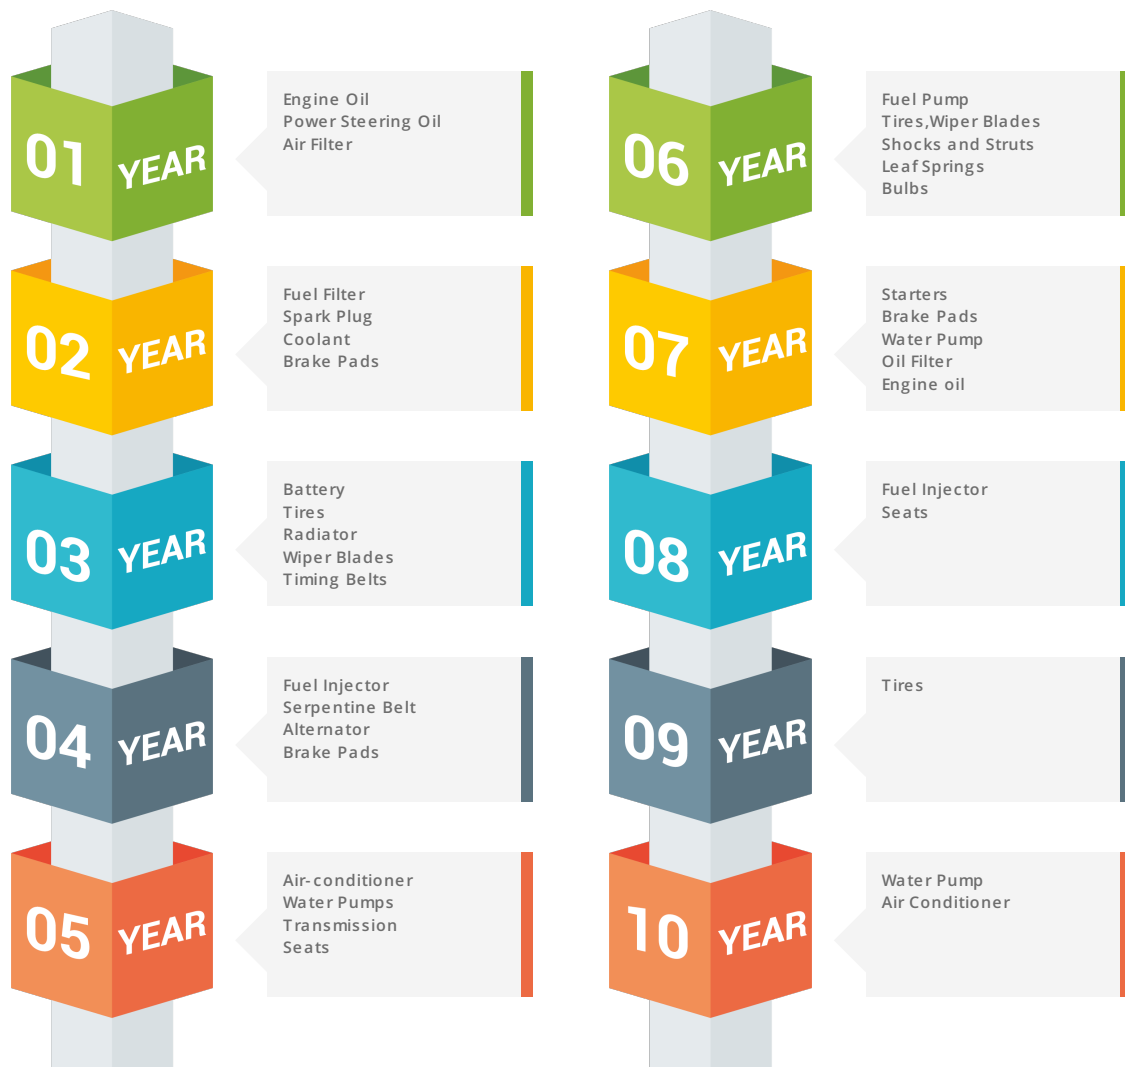 01 YEAR
Engine Oil
Power Steering Oil
Air Filter
02 YEAR
Fuel Filter
Spark Plug
Coolant
Brake Pads
03 YEAR
Battery
Tires
Radiator
Wiper Blades
Timing Belts
04 YEAR
Fuel Injector
Serpentine Belt
Alternator
Brake Pads
05 YEAR
Air-conditioner
Water Pumps
Transmission
Seats
06 YEAR
Fuel Pump
Tires,Wiper Blades
Shocks and Struts
Leaf Springs
Bulbs
07 YEAR
Starters
Brake Pads
Water Pump
Oil Filter
Engine oil
08 YEAR
Fuel Injector
Seats
09 YEAR
Tires
10 YEAR
Water Pump
Air Conditioner